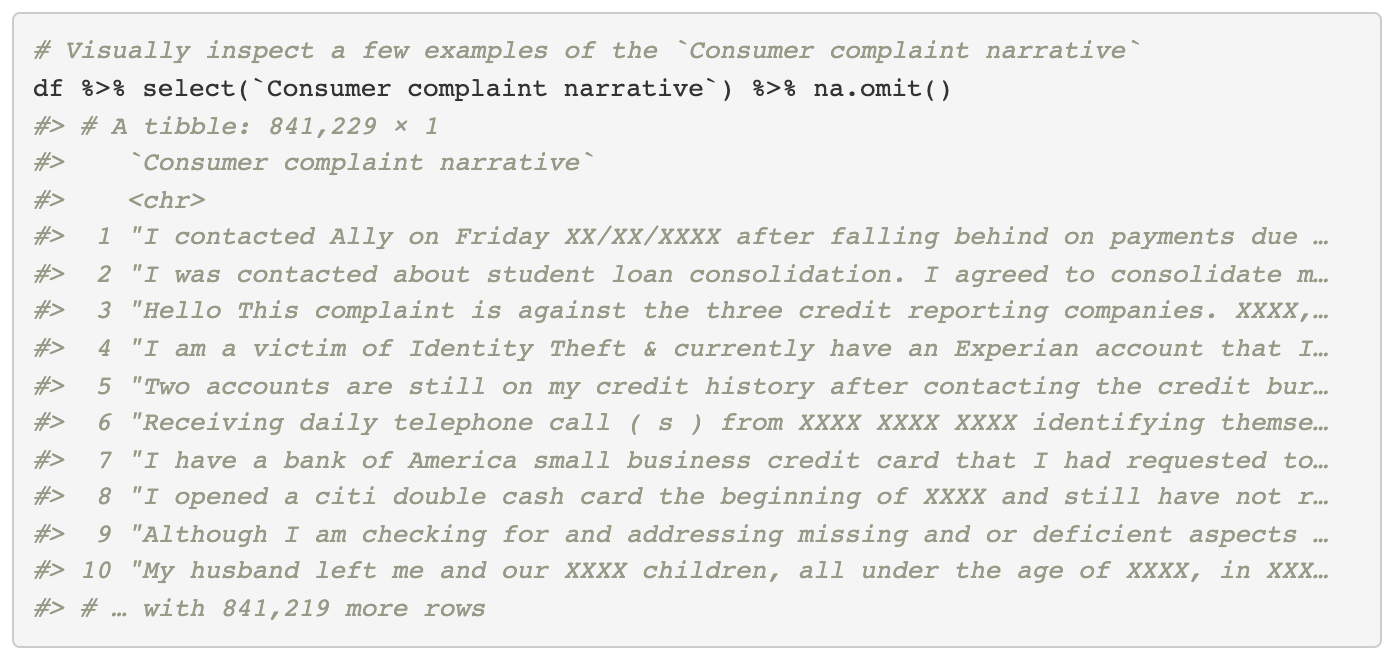 # Visually inspect a few examples of the `Consumer complaint narrative`
df %>% select(`Consumer complaint narrative`) %>% na.omit()
#> # A tibble: 841,229 × 1
#>    `Consumer complaint narrative`
#>    <chr>
#>  1 "I contacted Ally on Friday XX/XX/XXXX after falling behind on payments due …
#>  2 "I was contacted about student loan consolidation. I agreed to consolidate m…
#>  3 "Hello This complaint is against the three credit reporting companies. XXXX,…
#>  4 "I am a victim of Identity Theft & currently have an Experian account that I…
#>  5 "Two accounts are still on my credit history after contacting the credit bur…
#>  6 "Receiving daily telephone call ( s ) from XXXX XXXX XXXX identifying themse…
#>  7 "I have a bank of America small business credit card that I had requested to…
#>  8 "I opened a citi double cash card the beginning of XXXX and still have not r…
#>  9 "Although I am checking for and addressing missing and or deficient aspects …
#> 10 "My husband left me and our XXXX children, all under the age of XXXX, in XXX…
#> # … with 841,219 more rows